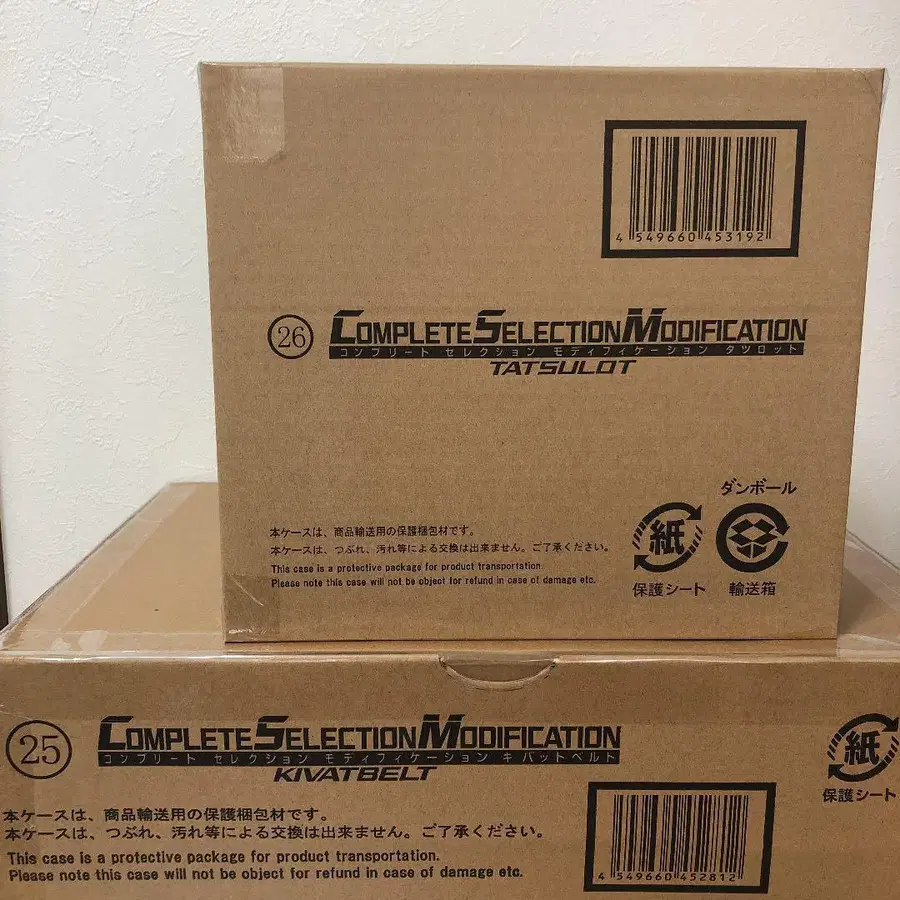 4 549660 453192
26 COMPLETE SELECTION MODIFICATION
コンプリート セレクション モディフィケーション タツロット
TATSULOT
ダンボール
紙
保護シート 輸送箱
本ケースは、商品輸送用の保護梱包材です。
本ケースは、つぶれ、汚れ等による交換は出来ません。ご了承ください。
This case is a protective package for product transportation.
Please note this case will not be object for refund in case of damage etc.
25 COMPLETE SELECTION MODIFICATION
コンプリート セレクション モディフィケーション キバットベルト
KIVATBELT
紙
保護シート
本ケースは、商品輸送用の保護梱包材です。
本ケースは、つぶれ、汚れ等による交換は出来ません。ご了承ください。
This case is a protective package for product transportation.
Please note this case will not be object for refund in case of damage etc.
4 549660 452812